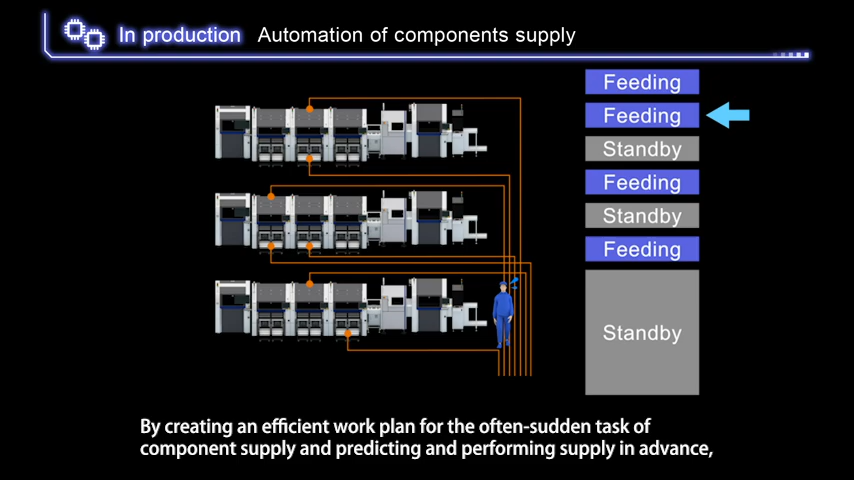 In production Automation of components supply
Feeding
Feeding
Standby
Feeding
Standby
Feeding
Standby
By creating an efficient work plan for the often-sudden task of
component supply and predicting and performing supply in advance,